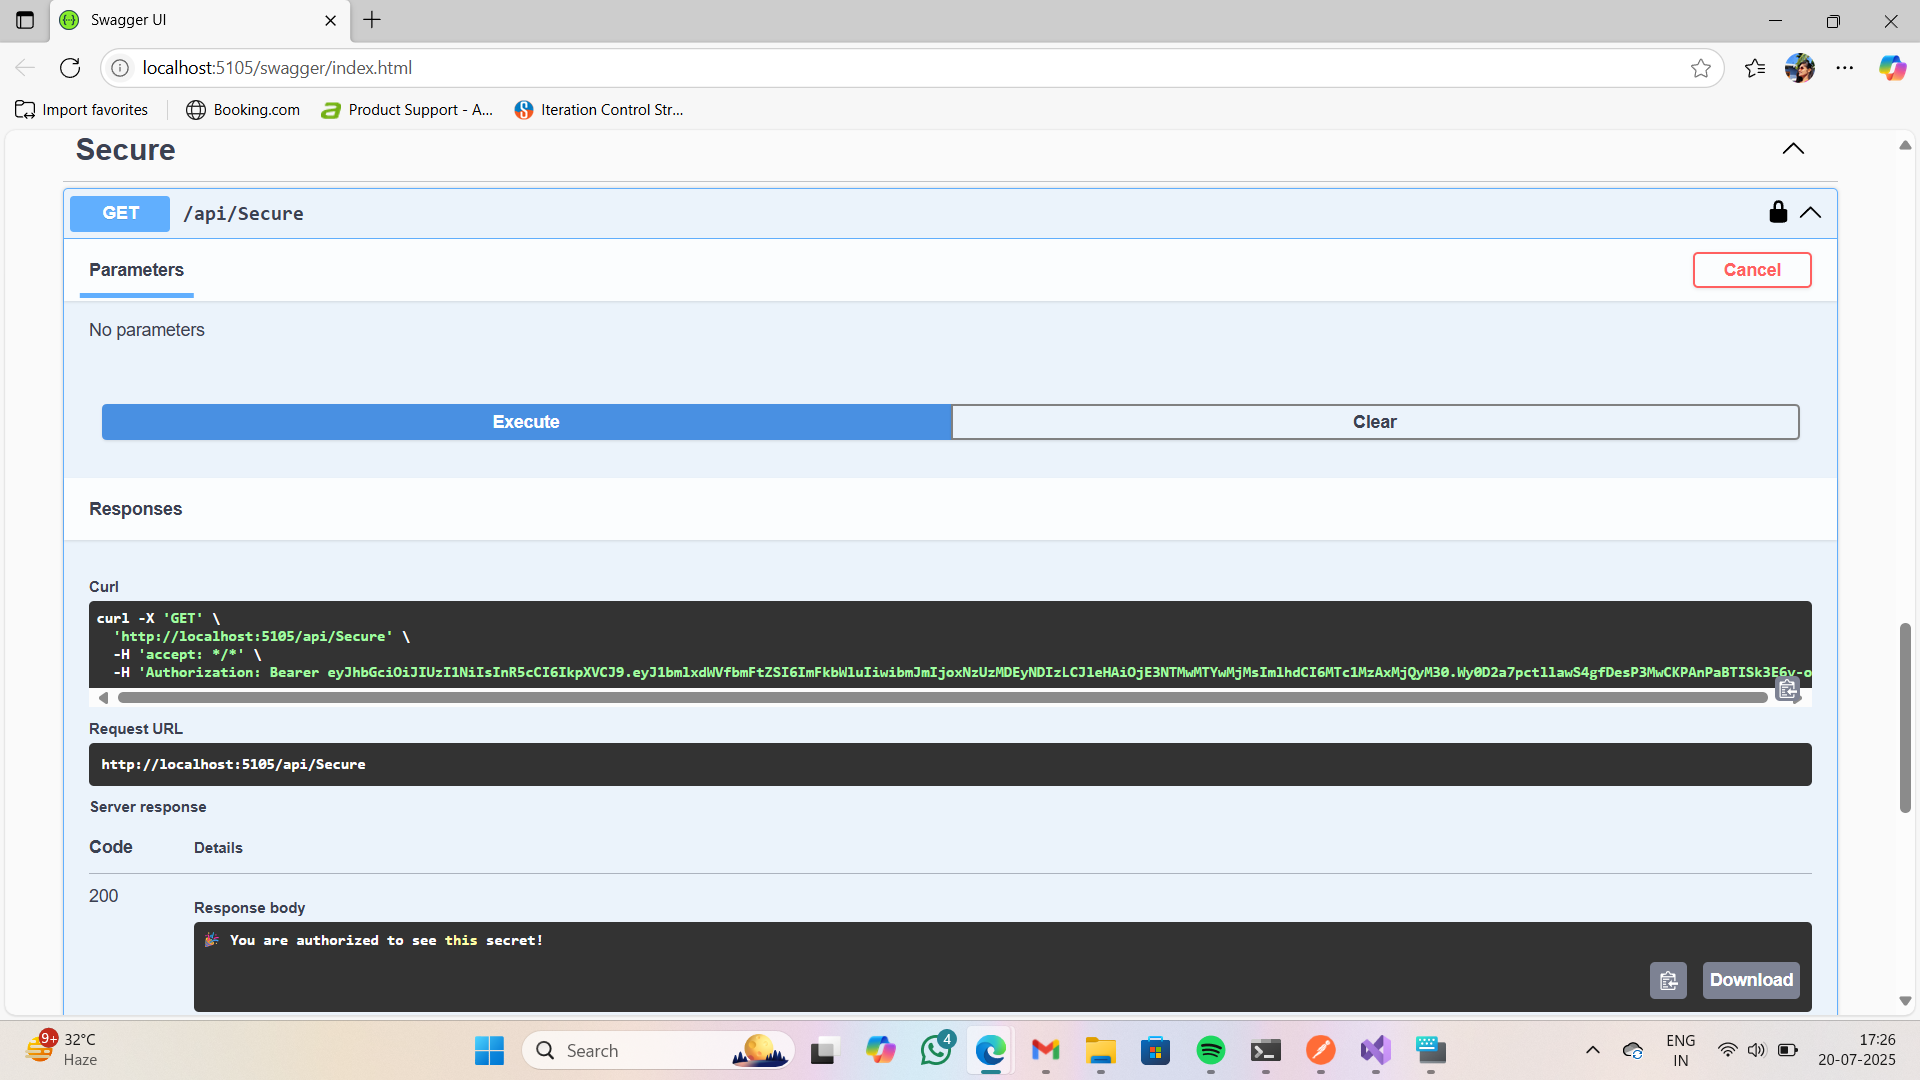 Swagger UI
localhost:5105/swagger/index.html
Import favorites
Booking.com
Product Support - A...
Iteration Control Str...
Secure
GET
/api/Secure
Parameters
Cancel
No parameters
Execute
Clear
Responses
Curl
curl -X 'GET' \
'http://localhost:5105/api/Secure' \
-H 'accept: */*' \
-H 'Authorization: Bearer
Request URL
http://localhost:5105/api/Secure
Server response
Code
Details
200
Response body
🎉 You are authorized to see this secret!
Download
9+
32°C
Haze
Search
4
ENG
IN
17:26
20-07-2025